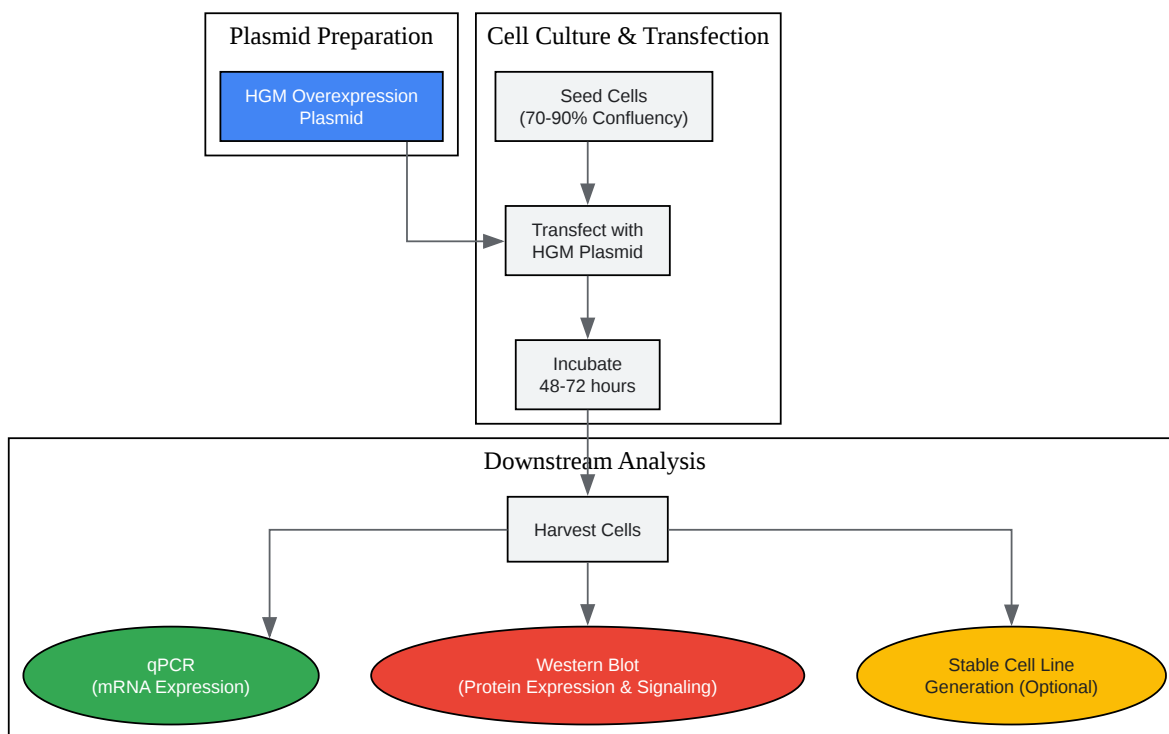 Plasmid Preparation
HGM Overexpression
Plasmid
Cell Culture & Transfection
Seed Cells
(70-90% Confluency)
Transfect with
HGM Plasmid
Incubate
48-72 hours
Downstream Analysis
Harvest Cells
qPCR
(mRNA Expression)
Western Blot
(Protein Expression & Signaling)
Stable Cell Line
Generation (Optional)